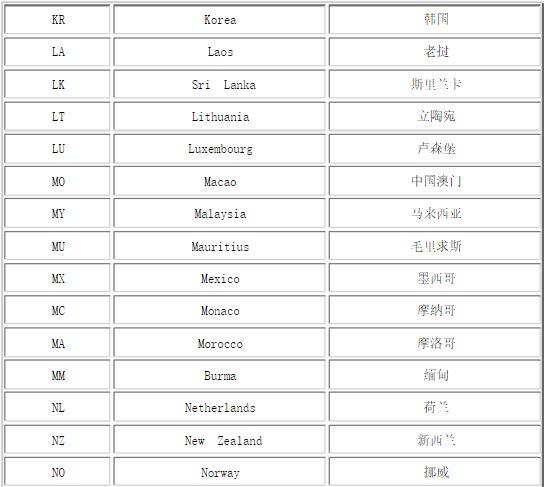 KR Korea 韩国
LA Laos 老挝
LK Sri Lanka 斯里兰卡
LT Lithuania 立陶宛
LU Luxembourg 卢森堡
MO Macao 中国澳门
MY Malaysia 马来西亚
MU Mauritius 毛里求斯
MX Mexico 墨西哥
MC Monaco 摩纳哥
MA Morocco 摩洛哥
MM Burma 缅甸
NL Netherlands 荷兰
NZ New Zealand 新西兰
NO Norway 挪威